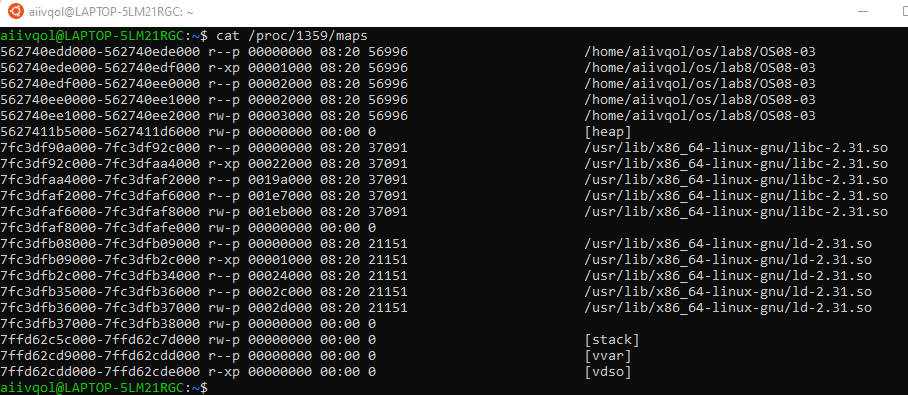 aiivqol@LAPTOP-5LM21RGC: ~
aiivqol@LAPTOP-5LM21RGC:~$ cat /proc/1359/maps
562740edd000-562740ede000 r--p 00000000 08:20 56996 /home/aiivqol/os/lab8/OS08-03
562740ede000-562740edf000 r-xp 00001000 08:20 56996 /home/aiivqol/os/lab8/OS08-03
562740edf000-562740ee0000 r--p 00002000 08:20 56996 /home/aiivqol/os/lab8/OS08-03
562740ee0000-562740ee1000 r--p 00002000 08:20 56996 /home/aiivqol/os/lab8/OS08-03
562740ee1000-562740ee2000 rw-p 00003000 08:20 56996 /home/aiivqol/os/lab8/OS08-03
5627411b5000-5627411d6000 rw-p 00000000 00:00 0 [heap]
7fc3df90a000-7fc3df92c000 r--p 00000000 08:20 37091 /usr/lib/x86_64-linux-gnu/libc-2.31.so
7fc3df92c000-7fc3dfaa4000 r-xp 00022000 08:20 37091 /usr/lib/x86_64-linux-gnu/libc-2.31.so
7fc3dfaa4000-7fc3dfaf2000 r--p 0019a000 08:20 37091 /usr/lib/x86_64-linux-gnu/libc-2.31.so
7fc3dfaf2000-7fc3dfaf6000 r--p 001e7000 08:20 37091 /usr/lib/x86_64-linux-gnu/libc-2.31.so
7fc3dfaf6000-7fc3dfaf8000 rw-p 001eb000 08:20 37091 /usr/lib/x86_64-linux-gnu/libc-2.31.so
7fc3dfaf8000-7fc3dfafe000 rw-p 00000000 00:00 0
7fc3dfb08000-7fc3dfb09000 r--p 00000000 08:20 21151 /usr/lib/x86_64-linux-gnu/ld-2.31.so
7fc3dfb09000-7fc3dfb2c000 r-xp 00001000 08:20 21151 /usr/lib/x86_64-linux-gnu/ld-2.31.so
7fc3dfb2c000-7fc3dfb34000 r--p 00024000 08:20 21151 /usr/lib/x86_64-linux-gnu/ld-2.31.so
7fc3dfb35000-7fc3dfb36000 r--p 0002c000 08:20 21151 /usr/lib/x86_64-linux-gnu/ld-2.31.so
7fc3dfb36000-7fc3dfb37000 rw-p 0002d000 08:20 21151 /usr/lib/x86_64-linux-gnu/ld-2.31.so
7fc3dfb37000-7fc3dfb38000 rw-p 00000000 00:00 0
7ffd62c5c000-7ffd62c7d000 rw-p 00000000 00:00 0 [stack]
7ffd62cd9000-7ffd62cdd000 r--p 00000000 00:00 0 [vvar]
7ffd62cdd000-7ffd62cde000 r-xp 00000000 00:00 0 [vdso]
aiivqol@LAPTOP-5LM21RGC:~$